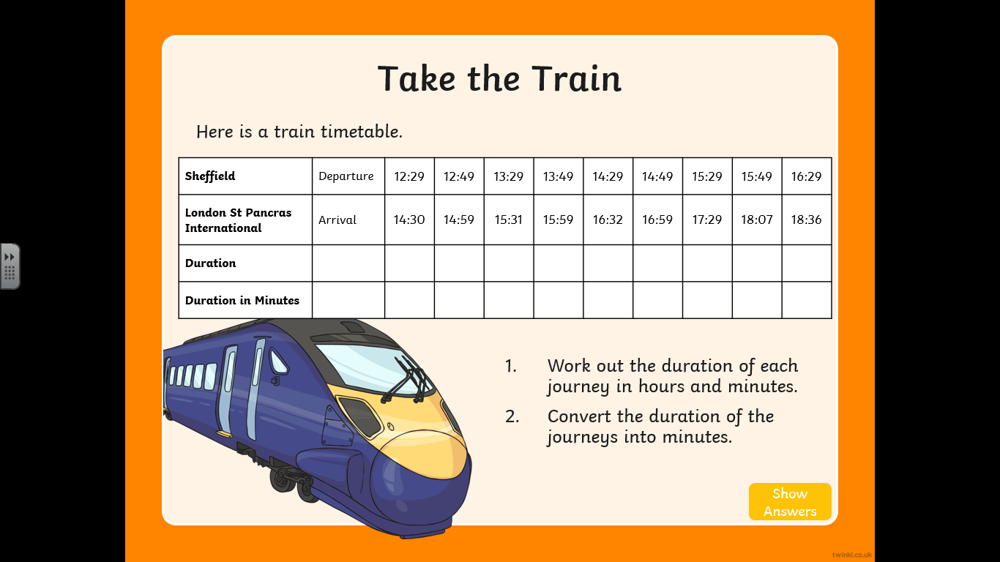 Take the Train
Here is a train timetable.
Sheffield Departure 12:29 12:49 13:29 13:49 14:29 14:49 15:29 15:49 16:29
London St Pancras
International Arrival 14:30 14:59 15:31 15:59 16:32 16:59 17:29 18:07 18:36
Duration
Duration in Minutes
1. Work out the duration of each
journey in hours and minutes.
2. Convert the duration of the
journeys into minutes.
Show
Answers
twinkl.co.uk